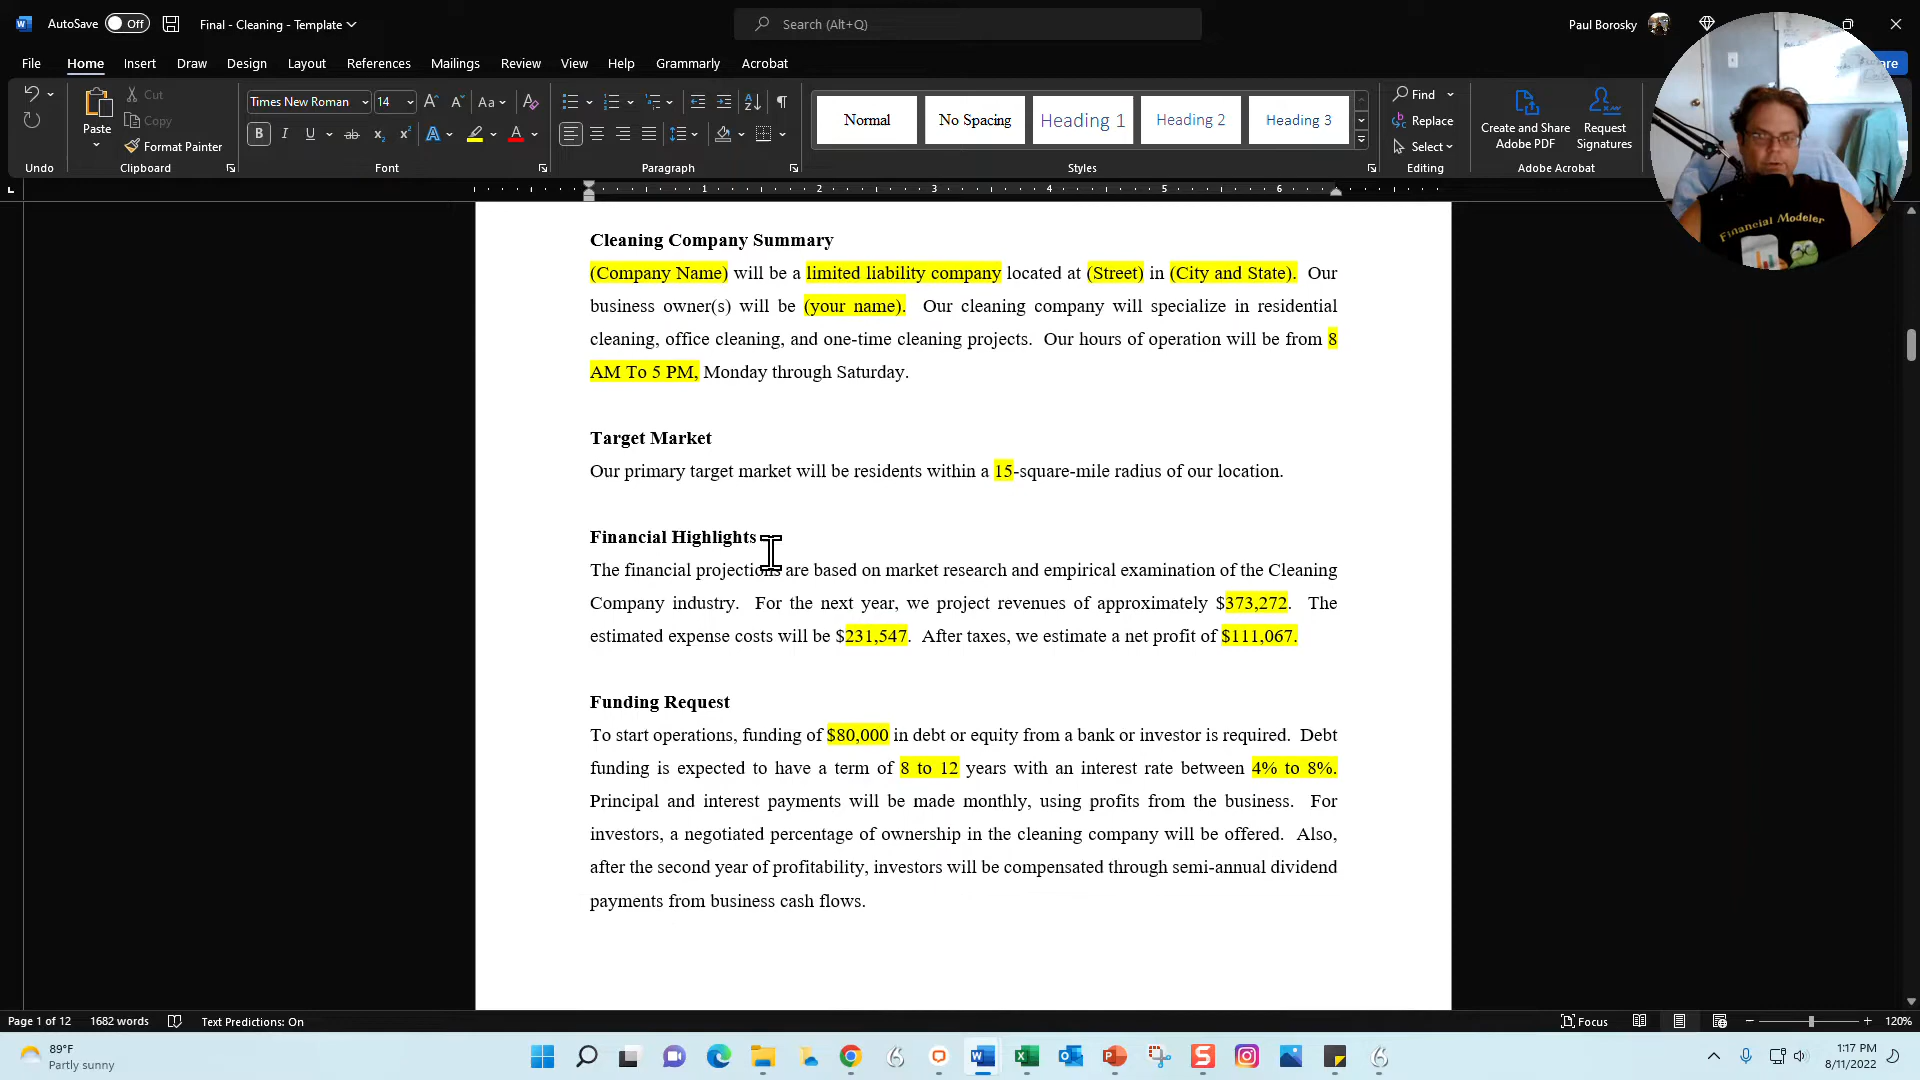 AutoSave Off Final - Cleaning - Template Search (Alt+Q) Paul Borosky
File Home Insert Draw Design Layout References Mailings Review View Help Grammarly Acrobat
Paste Cut Copy Format Painter
Times New Roman 14
Normal No Spacing Heading 1 Heading 2 Heading 3
Find Replace Select
Create and Share Adobe PDF Request Signatures
Undo Clipboard Font Paragraph Styles Editing Adobe Acrobat
Financial Modeler
1 2 3 4 5 6
Cleaning Company Summary
(Company Name) will be a limited liability company located at (Street) in (City and State). Our
business owner(s) will be (your name). Our cleaning company will specialize in residential
cleaning, office cleaning, and one-time cleaning projects. Our hours of operation will be from 8
AM To 5 PM, Monday through Saturday.
Target Market
Our primary target market will be residents within a 15-square-mile radius of our location.
Financial Highlights
The financial projections are based on market research and empirical examination of the Cleaning
Company industry. For the next year, we project revenues of approximately $373,272. The
estimated expense costs will be $231,547. After taxes, we estimate a net profit of $111,067.
Funding Request
To start operations, funding of $80,000 in debt or equity from a bank or investor is required. Debt
funding is expected to have a term of 8 to 12 years with an interest rate between 4% to 8%.
Principal and interest payments will be made monthly, using profits from the business. For
investors, a negotiated percentage of ownership in the cleaning company will be offered. Also,
after the second year of profitability, investors will be compensated through semi-annual dividend
payments from business cash flows.
Page 1 of 12 1682 words Text Predictions: On Focus 120%
89°F
Partly sunny
1:17 PM
8/11/2022